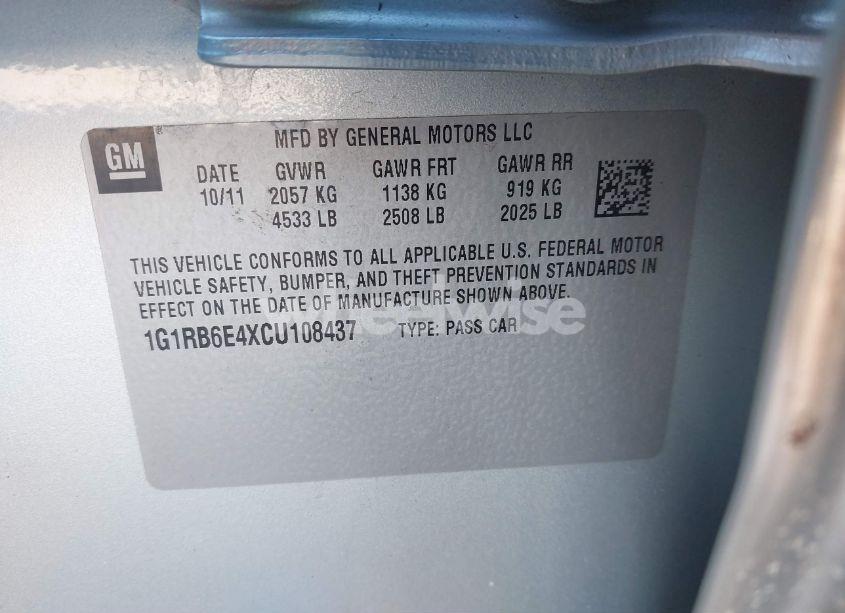 GM
MFD BY GENERAL MOTORS LLC
DATE GVWR GAWR FRT GAWR RR
10/11 2057 KG 1138 KG 919 KG
4533 LB 2508 LB 2025 LB
THIS VEHICLE CONFORMS TO ALL APPLICABLE U.S. FEDERAL MOTOR
VEHICLE SAFETY, BUMPER, AND THEFT PREVENTION STANDARDS IN
EFFECT ON THE DATE OF MANUFACTURE SHOWN ABOVE.
1G1RB6E4XCU108437 TYPE: PASS CAR
wheelwise